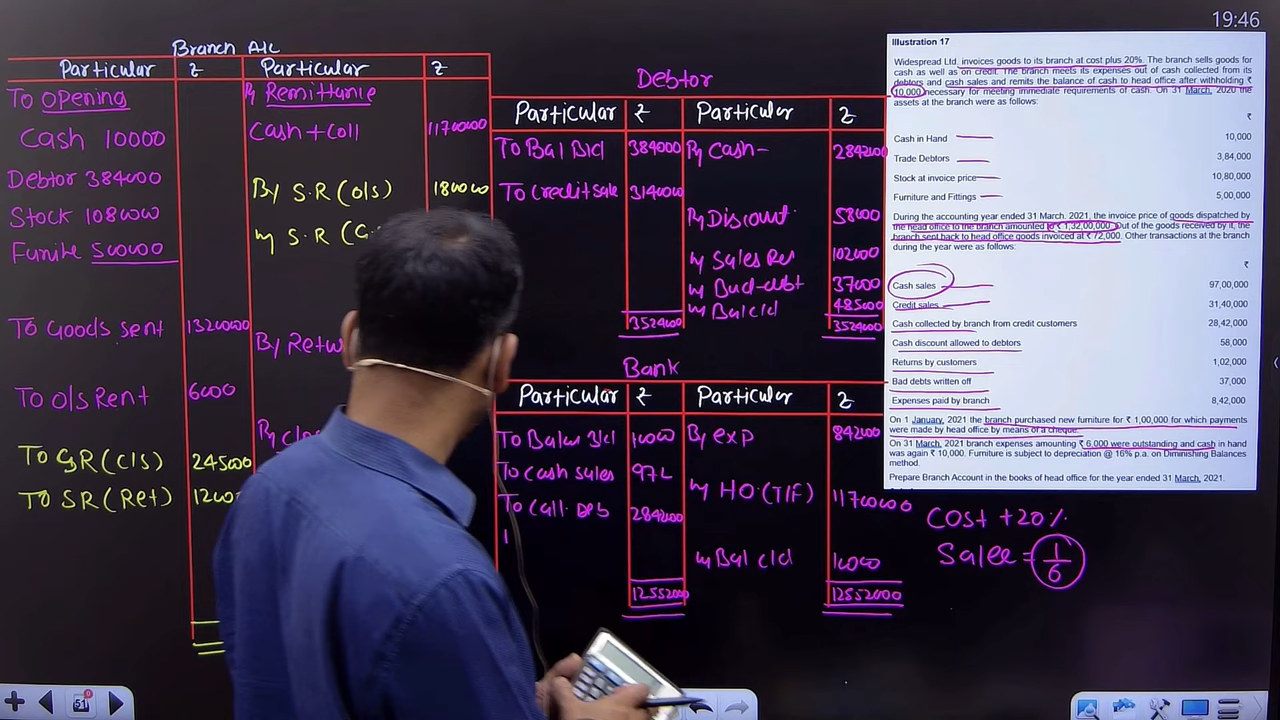 19:46
Branch A/c
Particular ₹ Particular ₹
To opening By Remittance
Cash 10000 Cash + coll 11700000
Debtor 384000
By S.R (O/s) 180000
Stock 1080000
By S.R (G
Furnite 500000
To Goods sent 13200000
By Retu
To O/s Rent 6000
To SR (C/s) 245000
To SR (Ret) 1200
Debtor
Particular ₹ Particular ₹
To Bal B/d 384000 By Cash- 2842000
To credit sale 3140000
By Discount 58000
By Sales Ret 102000
By Bad-debt 37000
By Bal c/d 485000
3524000 3524000
Bank
Particular ₹ Particular ₹
To Balan B/d 10000 By exp 842000
To Cash sales 97L
By HO (TIF) 11700000
To Coll. Deb 2842000
By Bal c/d 10000
12552000 12552000
Illustration 17
Widespread Ltd. invoices goods to its branch at cost plus 20%. The branch sells goods for
cash as well as on credit. The branch meets its expenses out of cash collected from its
debtors and cash sales and remits the balance of cash to head office after withholding ₹
10,000 necessary for meeting immediate requirements of cash. On 31 March, 2020 the
assets at the branch were as follows:
₹
Cash in Hand 10,000
Trade Debtors 3,84,000
Stock at invoice price 10,80,000
Furniture and Fittings 5,00,000
During the accounting year ended 31 March, 2021, the invoice price of goods dispatched by
the head office to the branch amounted to ₹ 1,32,00,000. Out of the goods received by it, the
branch sent back to head office goods invoiced at ₹ 72,000. Other transactions at the branch
during the year were as follows:
₹
Cash sales 97,00,000
Credit sales 31,40,000
Cash collected by branch from credit customers 28,42,000
Cash discount allowed to debtors 58,000
Returns by customers 1,02,000
Bad debts written off 37,000
Expenses paid by branch 8,42,000
On 1 January, 2021 the branch purchased new furniture for ₹ 1,00,000 for which payments
were made by head office by means of a cheque.
On 31 March, 2021 branch expenses amounting ₹ 6,000 were outstanding and cash in hand
was again ₹ 10,000. Furniture is subject to depreciation @ 16% p.a. on Diminishing Balances
method.
Prepare Branch Account in the books of head office for the year ended 31 March, 2021.
Cost + 20%
Sale = 1/6
51